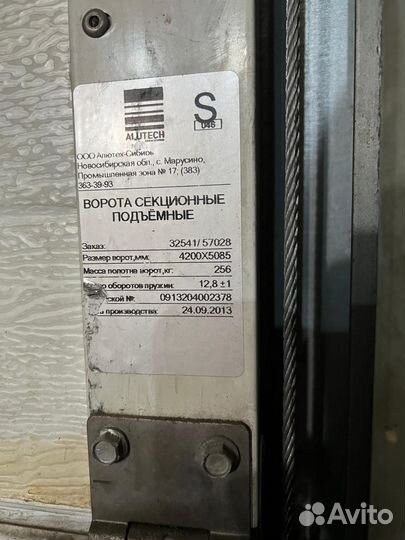 S
046
ALUTECH
ООО Алютех-Сибирь
Новосибирская обл., с. Марусино,
Промышленная зона № 17; (383)
363-39-93
ВОРОТА СЕКЦИОННЫЕ
ПОДЪЁМНЫЕ
Заказ: 32541/ 57028
Размер ворот,мм: 4200X5085
Масса полотна ворот,кг: 256
оборотов пружин: 12,8 ±1
№: 0913204002378
производства: 24.09.2013
Avito